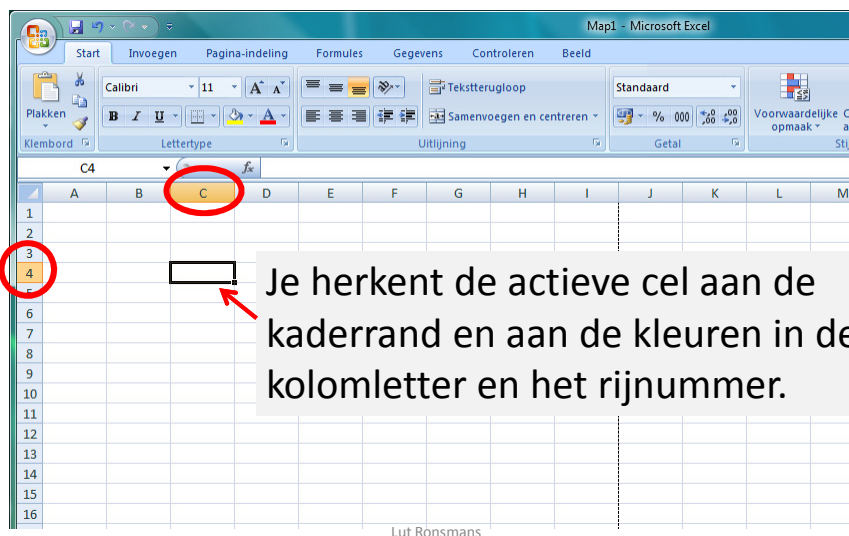 Map1 - Microsoft Excel
Start Invoegen Pagina-indeling Formules Gegevens Controleren Beeld
Calibri 11 A A Tekstterugloop Standaard
Plakken B I U A Samenvoegen en centreren % 000 ,00 ,00 Voorwaardelijke
opmaak
Klembord Lettertype Uitlijning Getal
C4 fx
A B C D E F G H I J K L M
1
2
3
4
5
6
7
8
9
10
11
12
13
14
15
16
Je herkent de actieve cel aan de
kaderrand en aan de kleuren in de
kolomletter en het rijnummer.
Lut Ronsmans